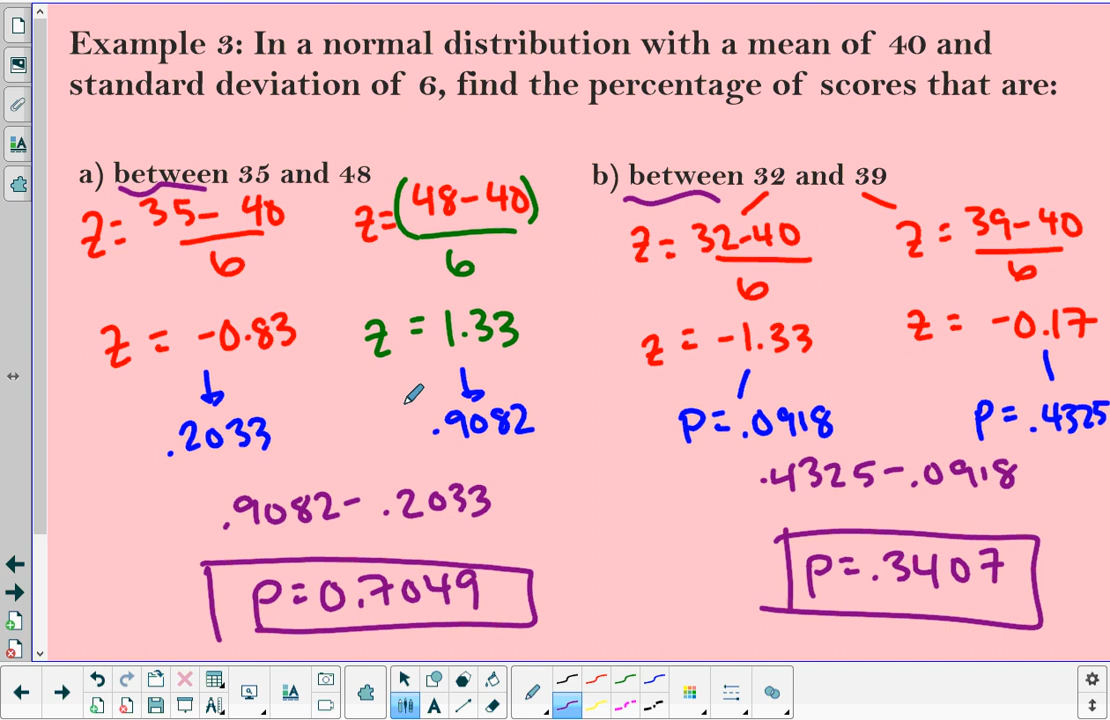 Example 3: In a normal distribution with a mean of 40 and
standard deviation of 6, find the percentage of scores that are:
a) between 35 and 48
z = 35 - 40
6
z = (48 - 40)
6
z = -0.83
z = 1.33
.2033
.9082
.9082 - .2033
P = 0.7049
b) between 32 and 39
z = 32 - 40
6
z = 39 - 40
6
z = -1.33
z = -0.17
P = .0918
P = .4325
.4325 - .0918
P = .3407